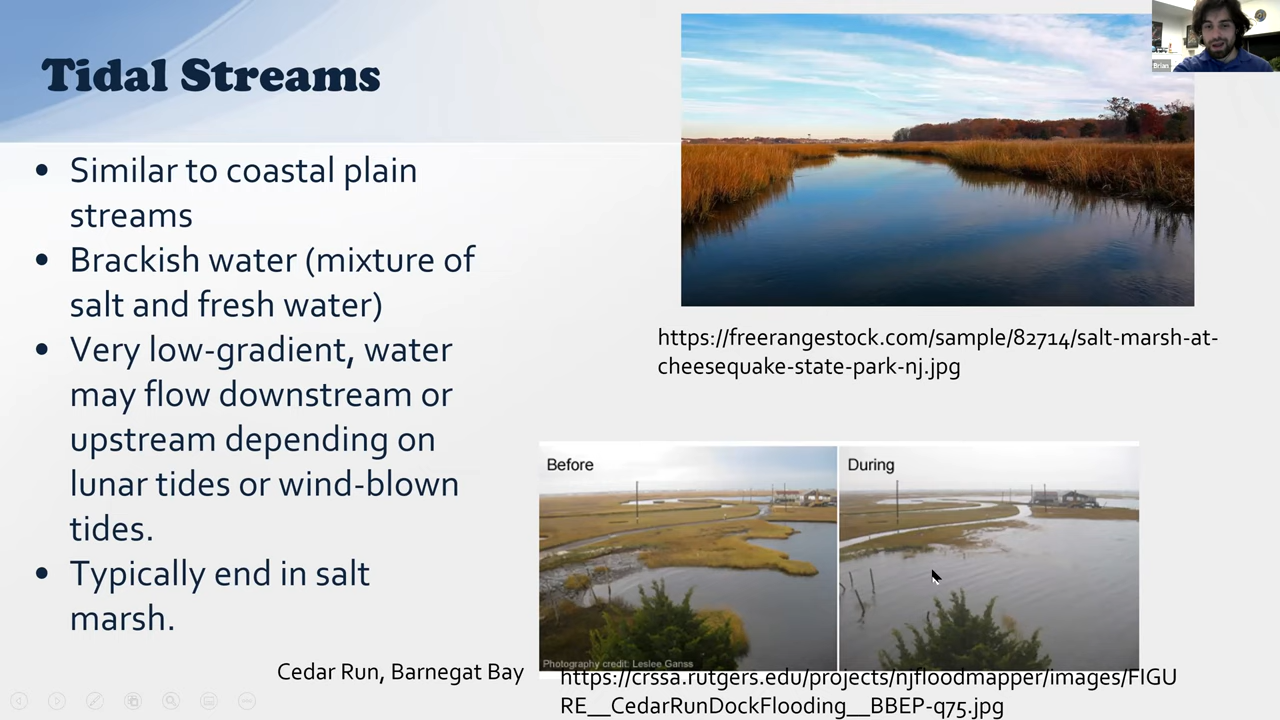 Tidal Streams
Brian
• Similar to coastal plain
streams
• Brackish water (mixture of
salt and fresh water)
• Very low-gradient, water
may flow downstream or
upstream depending on
lunar tides or wind-blown
tides.
• Typically end in salt
marsh.
https://freerangestock.com/sample/82714/salt-marsh-at-
cheesequake-state-park-nj.jpg
Before
During
Photography credit: Leslee Ganss
Cedar Run, Barnegat Bay
https://crssa.rutgers.edu/projects/njfloodmapper/images/FIGU
RE__CedarRunDockFlooding__BBEP-q75.jpg